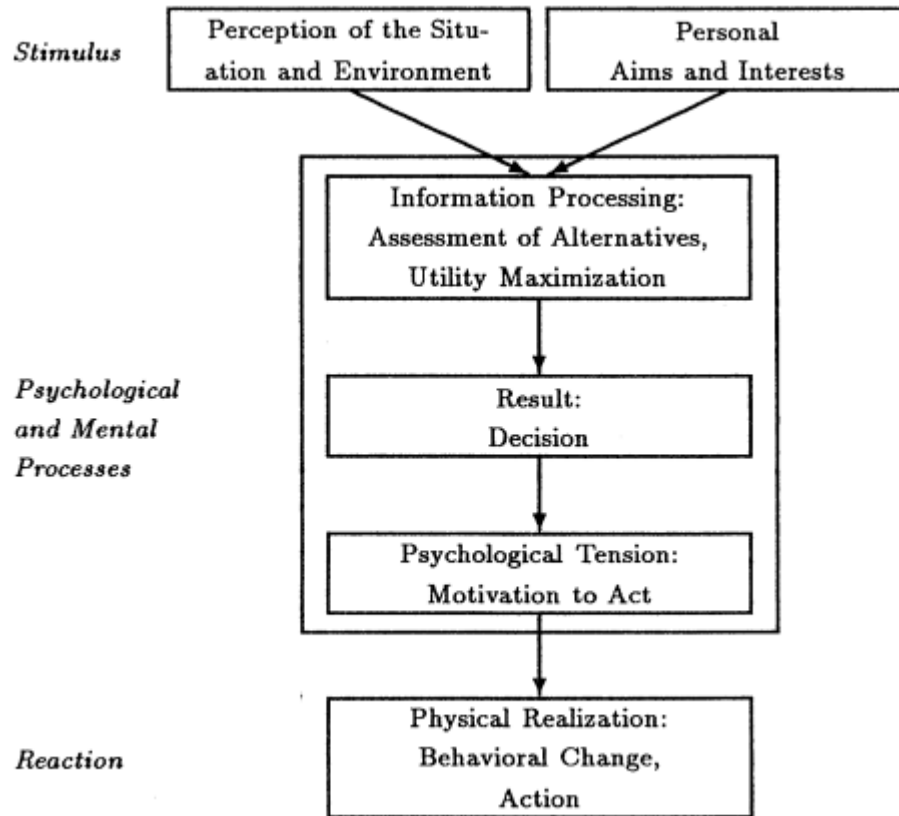 Stimulus
Perception of the Situ-
ation and Environment
Personal
Aims and Interests
Information Processing:
Assessment of Alternatives,
Utility Maximization
Psychological
and Mental
Processes
Result:
Decision
Psychological Tension:
Motivation to Act
Reaction
Physical Realization:
Behavioral Change,
Action